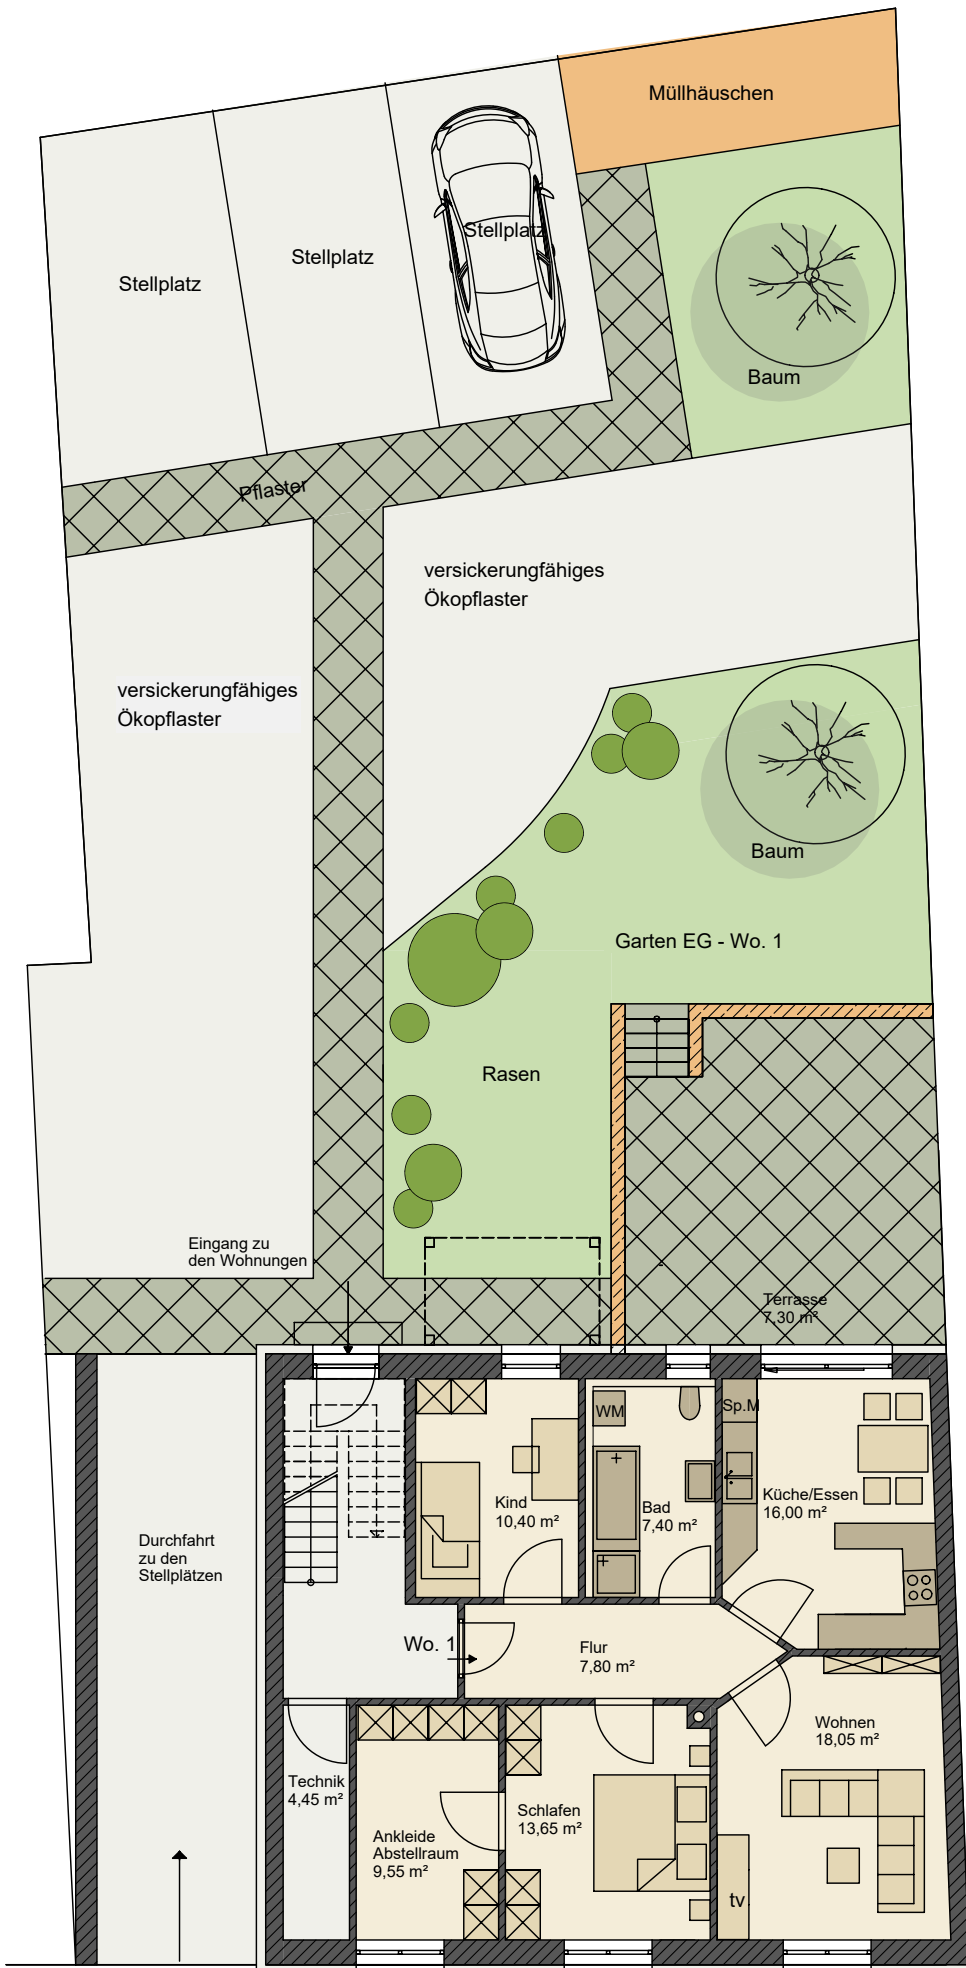 Müllhäuschen
Stellplatz
Stellplatz
Stellplatz
Baum
Pflaster
versickerungfähiges
Ökopflaster
versickerungfähiges
Ökopflaster
Baum
Garten EG - Wo. 1
Rasen
Eingang zu
den Wohnungen
Terrasse
7,30 m²
WM
Sp.M
Kind
10,40 m²
Bad
7,40 m²
Küche/Essen
16,00 m²
Durchfahrt
zu den
Stellplätzen
Wo. 1
Flur
7,80 m²
Wohnen
18,05 m²
Technik
4,45 m²
Schlafen
13,65 m²
Ankleide
Abstellraum
9,55 m²
tv